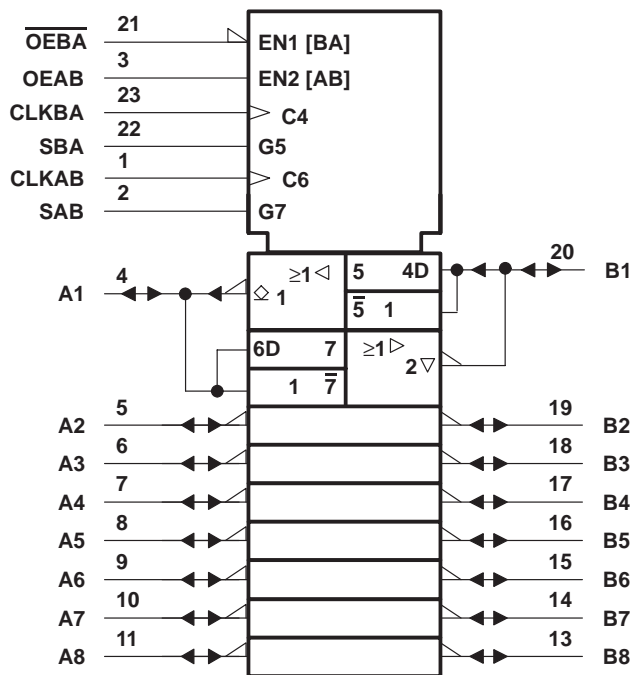 21
OEBA
EN1 [BA]
3
OEAB
EN2 [AB]
23
CLKBA
C4
22
SBA
G5
1
CLKAB
C6
2
SAB
G7
4
A1
≥1
1
5 4D
5 1
20
B1
6D 7
1 7
≥1
2
5
A2
19
B2
6
A3
18
B3
7
A4
17
B4
8
A5
16
B5
9
A6
15
B6
10
A7
14
B7
11
A8
13
B8